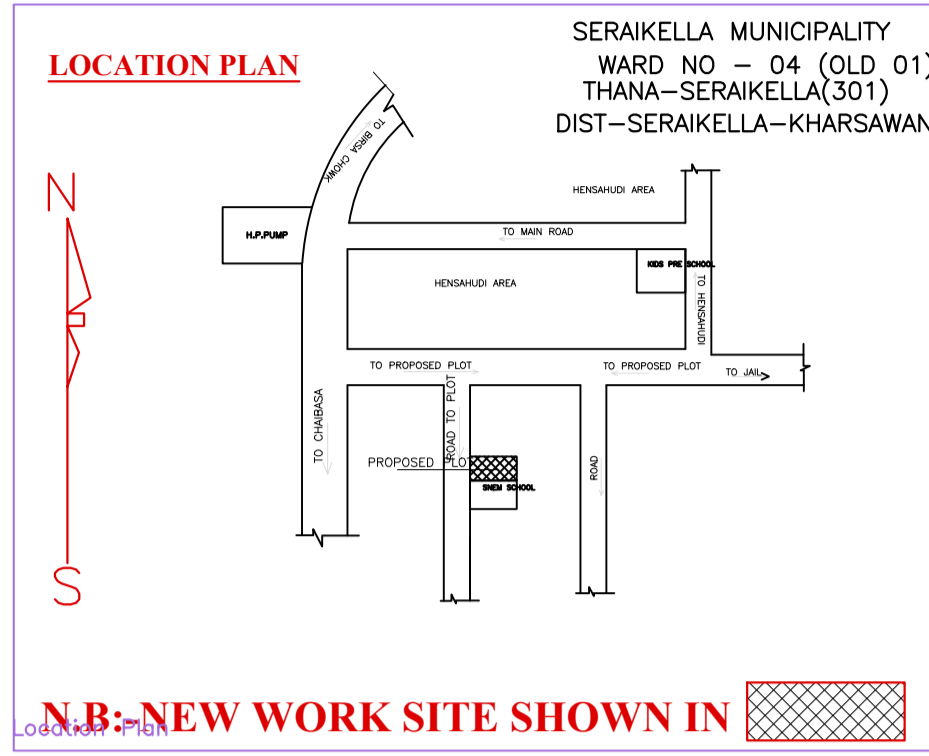 SERAIKELLA MUNICIPALITY
LOCATION PLAN
WARD NO - 04 (OLD 01)
THANA-SERAIKELLA(301)
DIST-SERAIKELLA-KHARSAWAN
TO BIRSA CHOWK
N
HENSAHUDI AREA
H.P.PUMP
TO MAIN ROAD
KIDS PRE SCHOOL
HENSAHUDI AREA
TO HENSAHUDI
TO PROPOSED PLOT
TO PROPOSED PLOT
TO JAIL
TO CHAIBASA
ROAD TO PLOT
PROPOSED PLOT
ROAD
SNEM SCHOOL
S
N.B:-NEW WORK SITE SHOWN IN
Location Plan